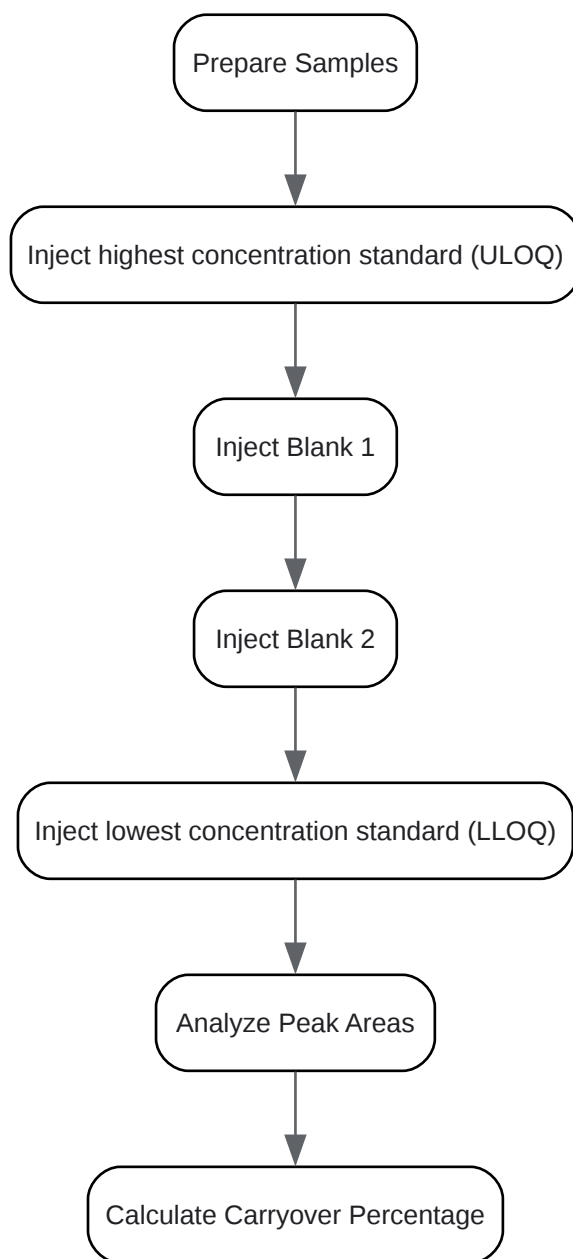 Prepare Samples
Inject highest concentration standard (ULOQ)
Inject Blank 1
Inject Blank 2
Inject lowest concentration standard (LLOQ)
Analyze Peak Areas
Calculate Carryover Percentage